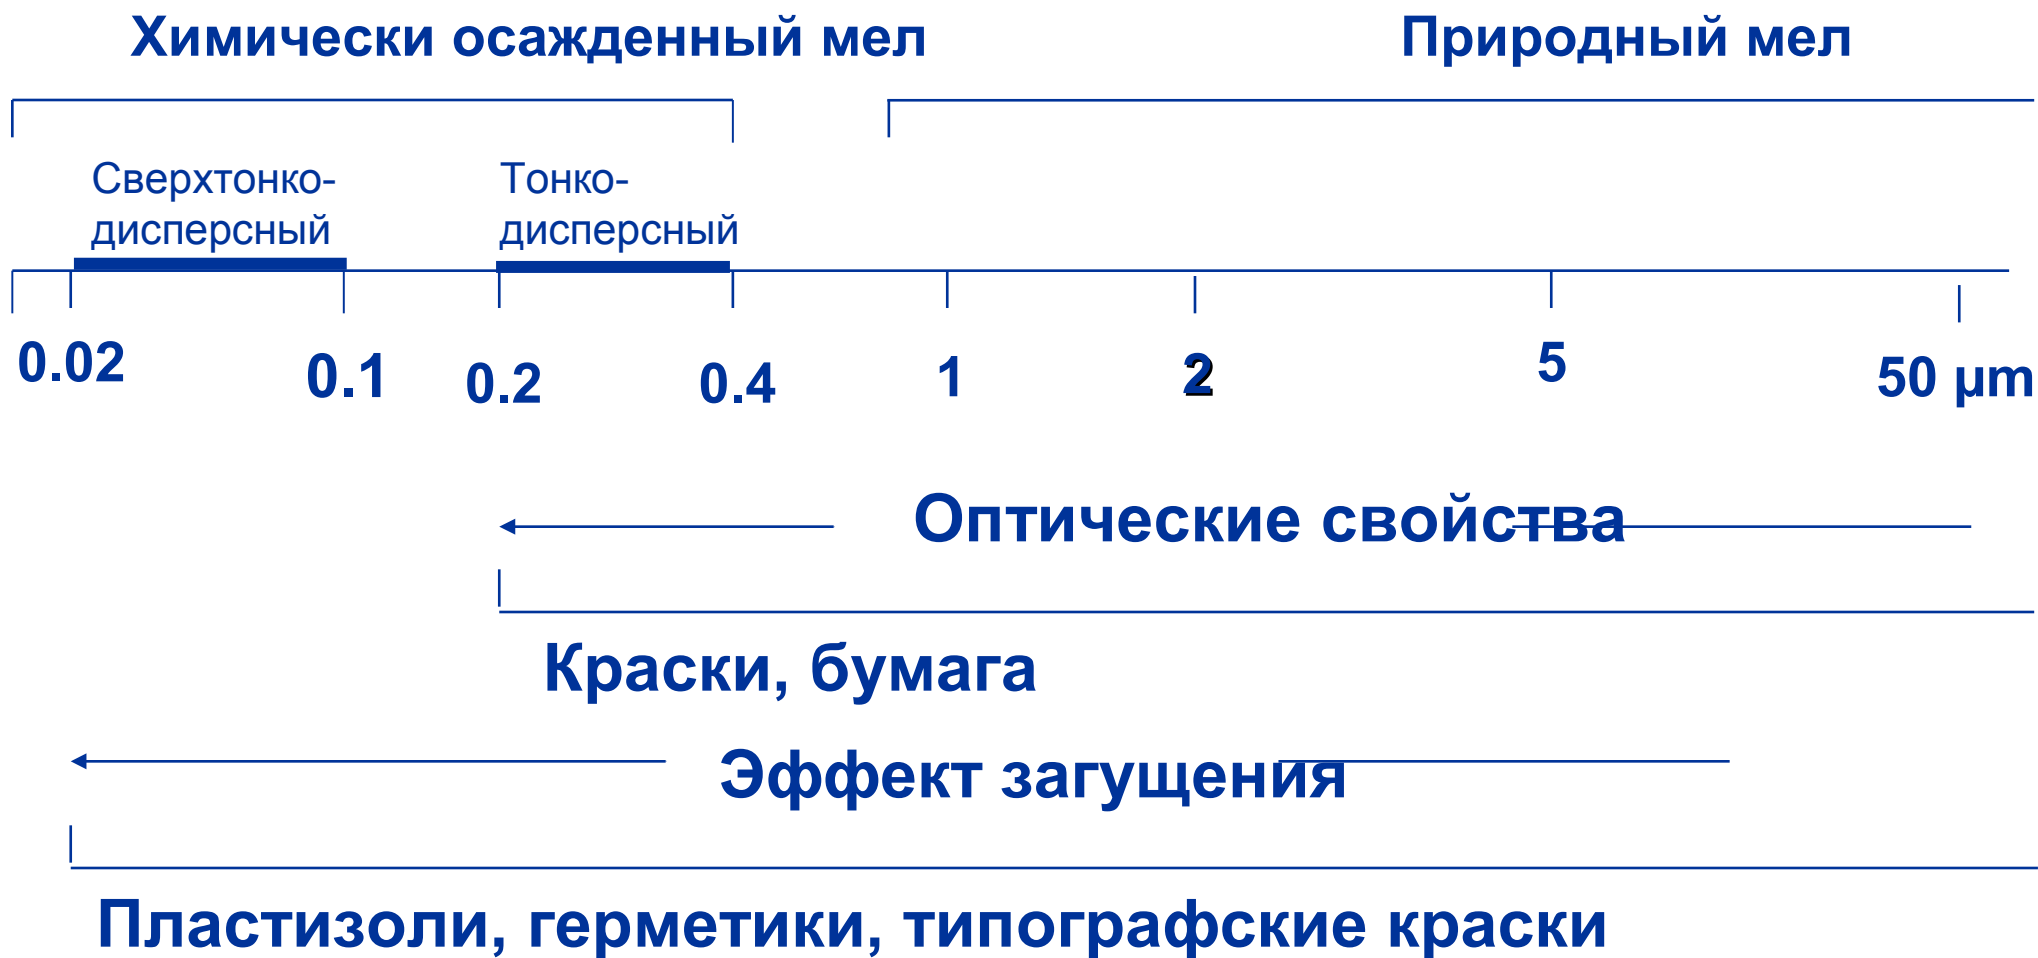 Химически осажденный мел
Природный мел
Сверхтонко-
дисперсный
Тонко-
дисперсный
0.02 0.1 0.2 0.4 1 2 5 50 µm
Оптические свойства
Краски, бумага
Эффект загущения
Пластизоли, герметики, типографские краски